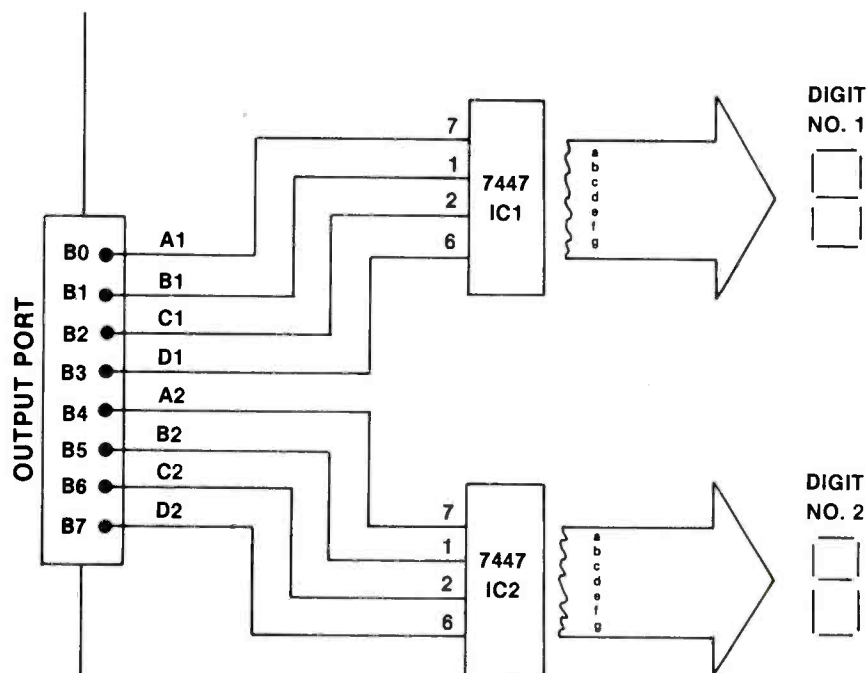 OUTPUT PORT
B0
B1
B2
B3
B4
B5
B6
B7
A1
B1
C1
D1
A2
B2
C2
D2
7
1
2
6
7447
IC1
a
b
c
d
e
f
g
DIGIT
NO. 1
7
1
2
6
7447
IC2
a
b
c
d
e
f
g
DIGIT
NO. 2